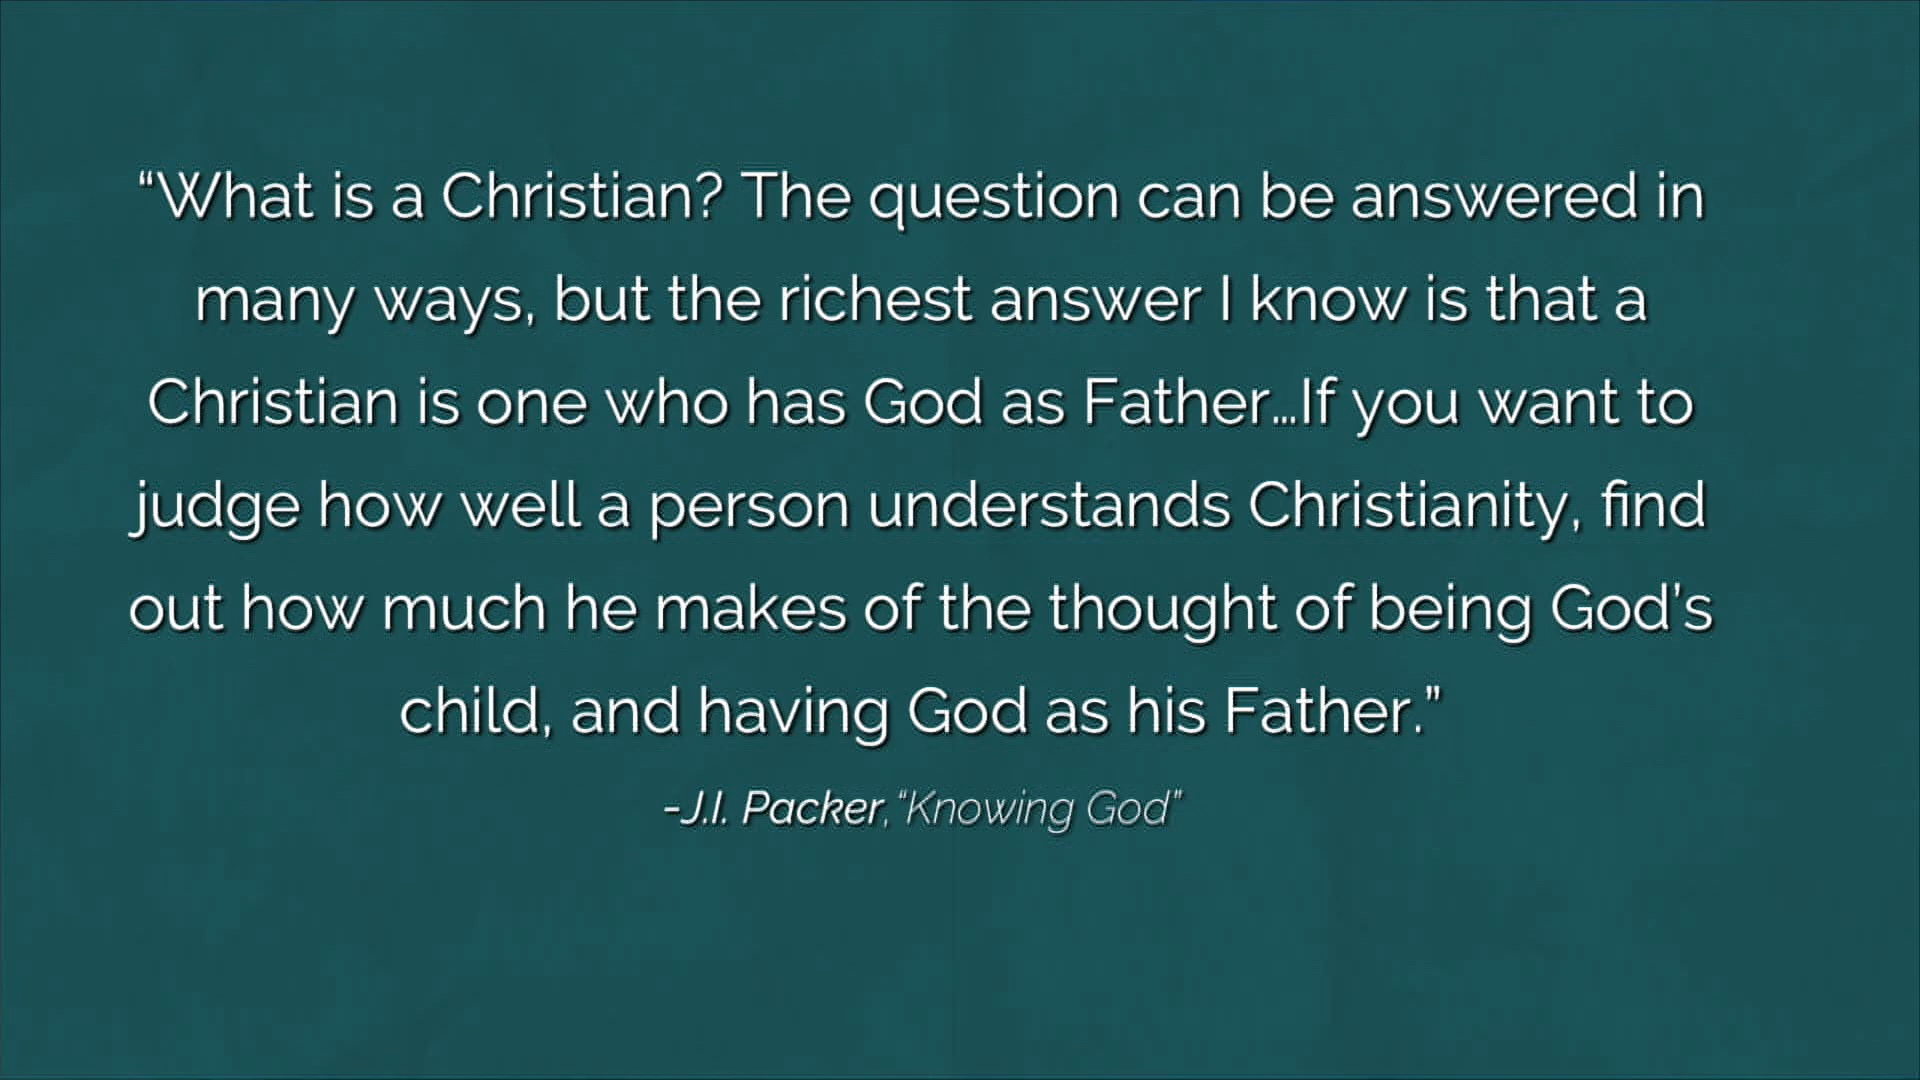 “What is a Christian? The question can be answered in
many ways, but the richest answer I know is that a
Christian is one who has God as Father…If you want to
judge how well a person understands Christianity, find
out how much he makes of the thought of being God’s
child, and having God as his Father.”
-J.I. Packer, “Knowing God”